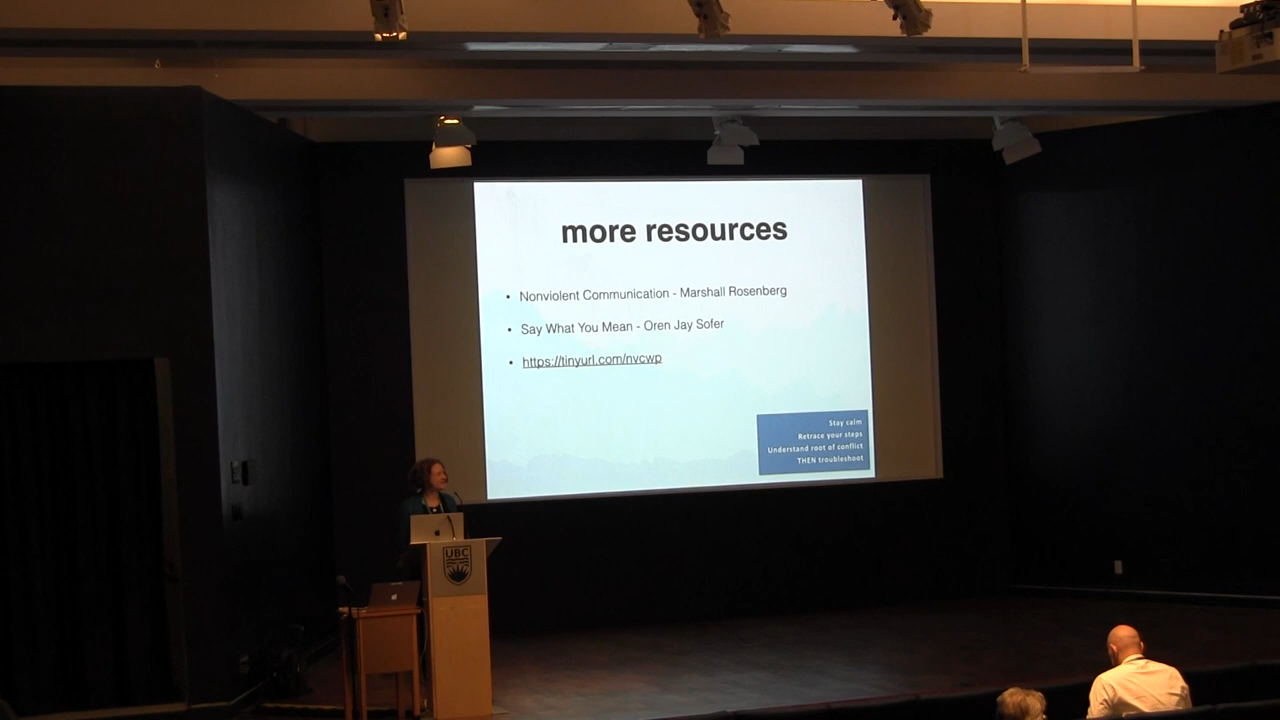 more resources
• Nonviolent Communication - Marshall Rosenberg
• Say What You Mean - Oren Jay Sofer
• https://tinyurl.com/nvcwp
Stay calm
Retrace your steps
Understand root of conflict
THEN troubleshoot
UBC